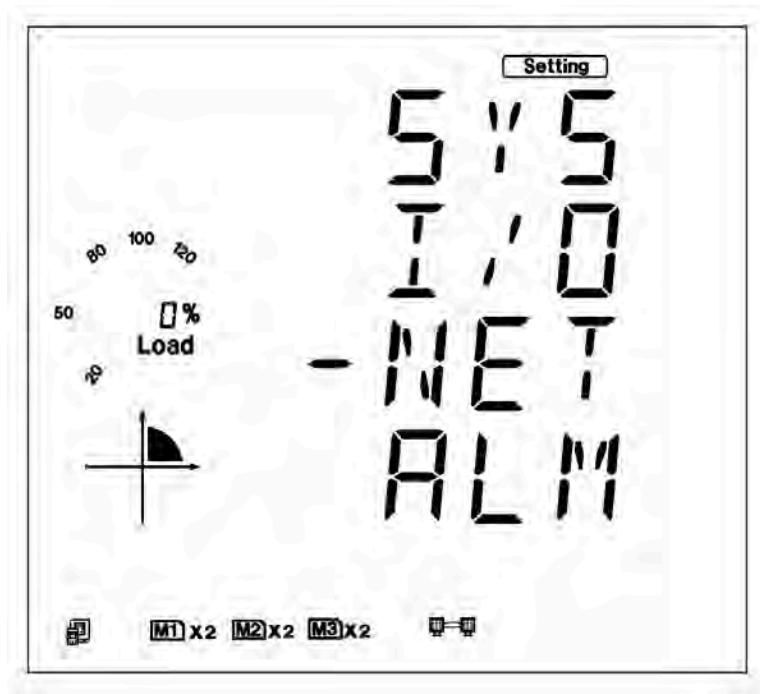 Setting
SYS
I/O
100
80
120
50
0%
Load
-NET
20
ALM
M1 X2 M2 X2 M3 X2